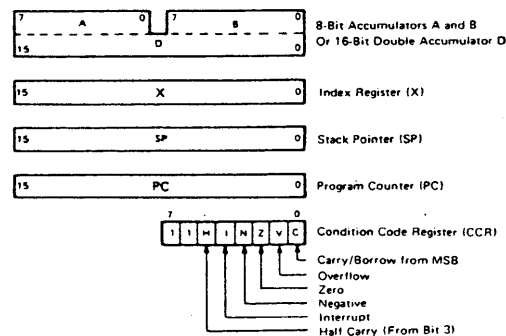 7 A 0 7 B 0
8-Bit Accumulators A and B
15 D 0
Or 16-Bit Double Accumulator D
15 X 0
Index Register (X)
15 SP 0
Stack Pointer (SP)
15 PC 0
Program Counter (PC)
7 0
1 1 H I N Z V C
Condition Code Register (CCR)
Carry/Borrow from MSB
Overflow
Zero
Negative
Interrupt
Half Carry (From Bit 3)